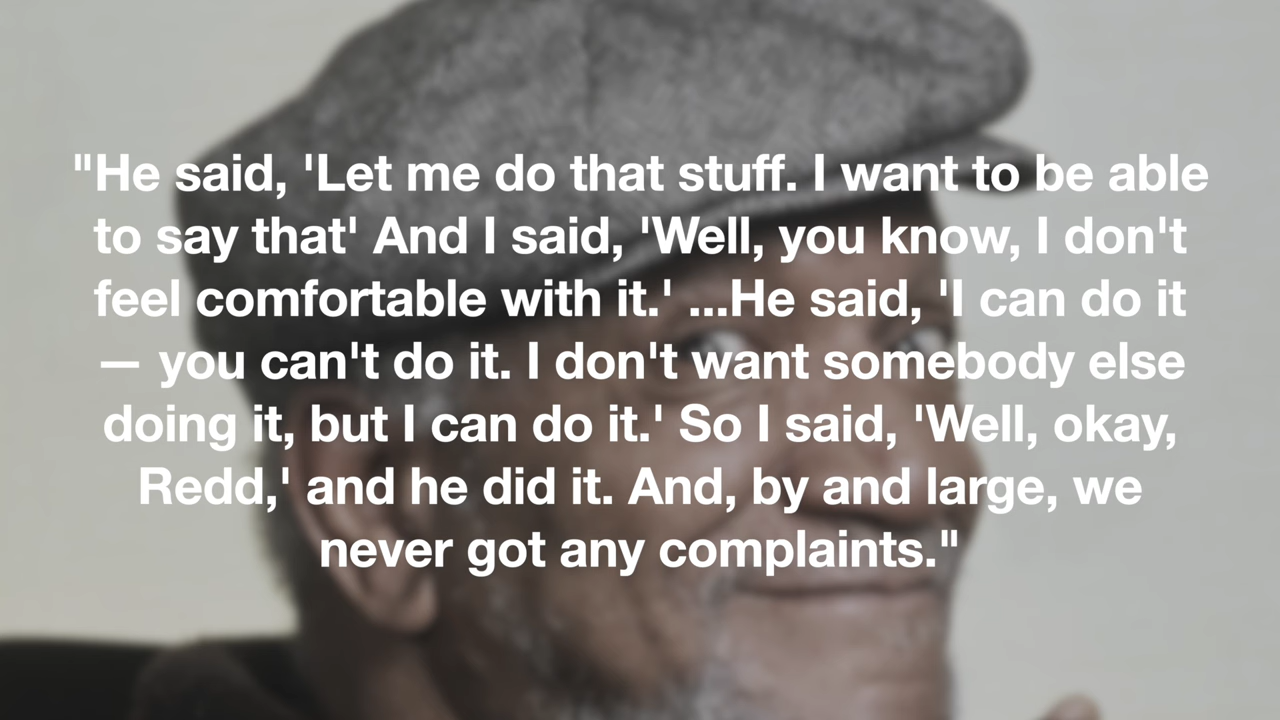 "He said, 'Let me do that stuff. I want to be able
to say that' And I said, 'Well, you know, I don't
feel comfortable with it.' ...He said, 'I can do it
— you can't do it. I don't want somebody else
doing it, but I can do it.' So I said, 'Well, okay,
Redd,' and he did it. And, by and large, we
never got any complaints."